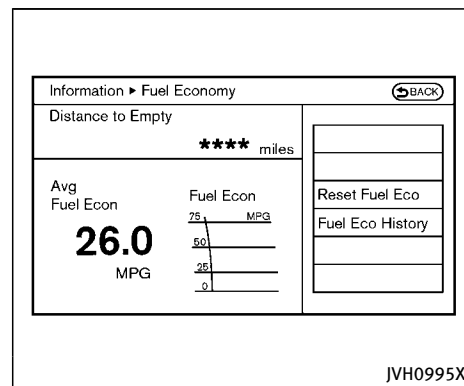 Information ▶ Fuel Economy
BACK
Distance to Empty
**** miles
Avg
Fuel Econ
26.0
MPG
Fuel Econ
75 MPG
50
25
0
Reset Fuel Eco
Fuel Eco History
JVH0995X